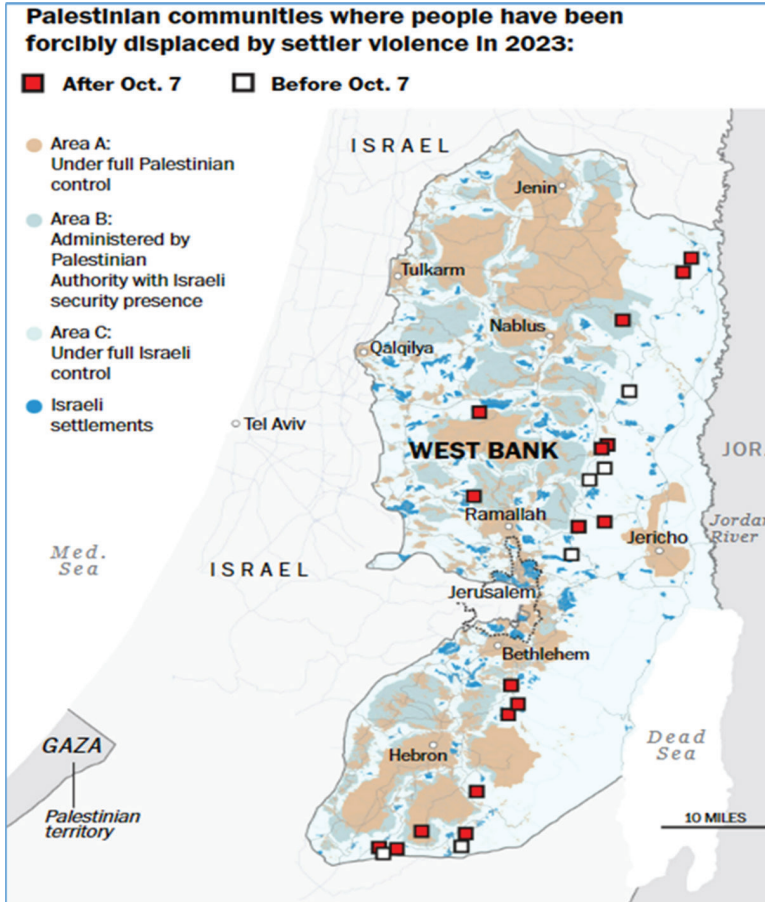 Palestinian communities where people have been
forcibly displaced by settler violence in 2023:
After Oct. 7
Before Oct. 7
Area A:
Under full Palestinian
control
Area B:
Administered by
Palestinian
Authority with Israeli
security presence
Area C:
Under full Israeli
control
Israeli
settlements
ISRAEL
Jenin
Tulkarm
Nablus
Qalqilya
Tel Aviv
WEST BANK
JOR
Ramallah
Jordan
River
Jericho
Med.
Sea
ISRAEL
Jerusalem
Bethlehem
Dead
Sea
GAZA
Hebron
Palestinian
territory
10 MILES